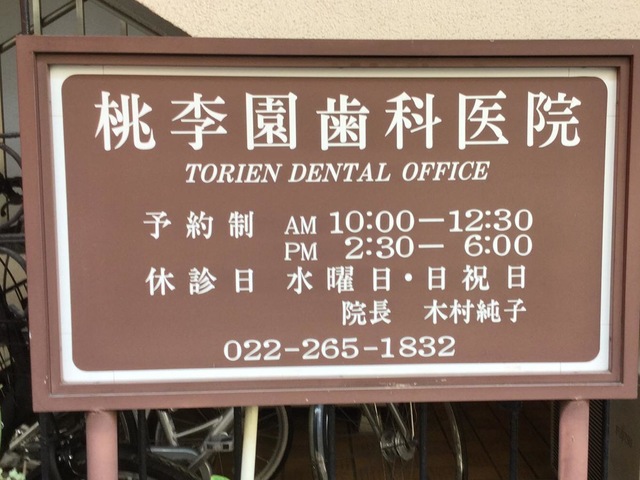 桃李園歯科医院
TORIEN DENTAL OFFICE
予約制 AM 10:00－12:30
PM 2:30－ 6:00
休診日 水曜日・日祝日
院長 木村純子
022-265-1832